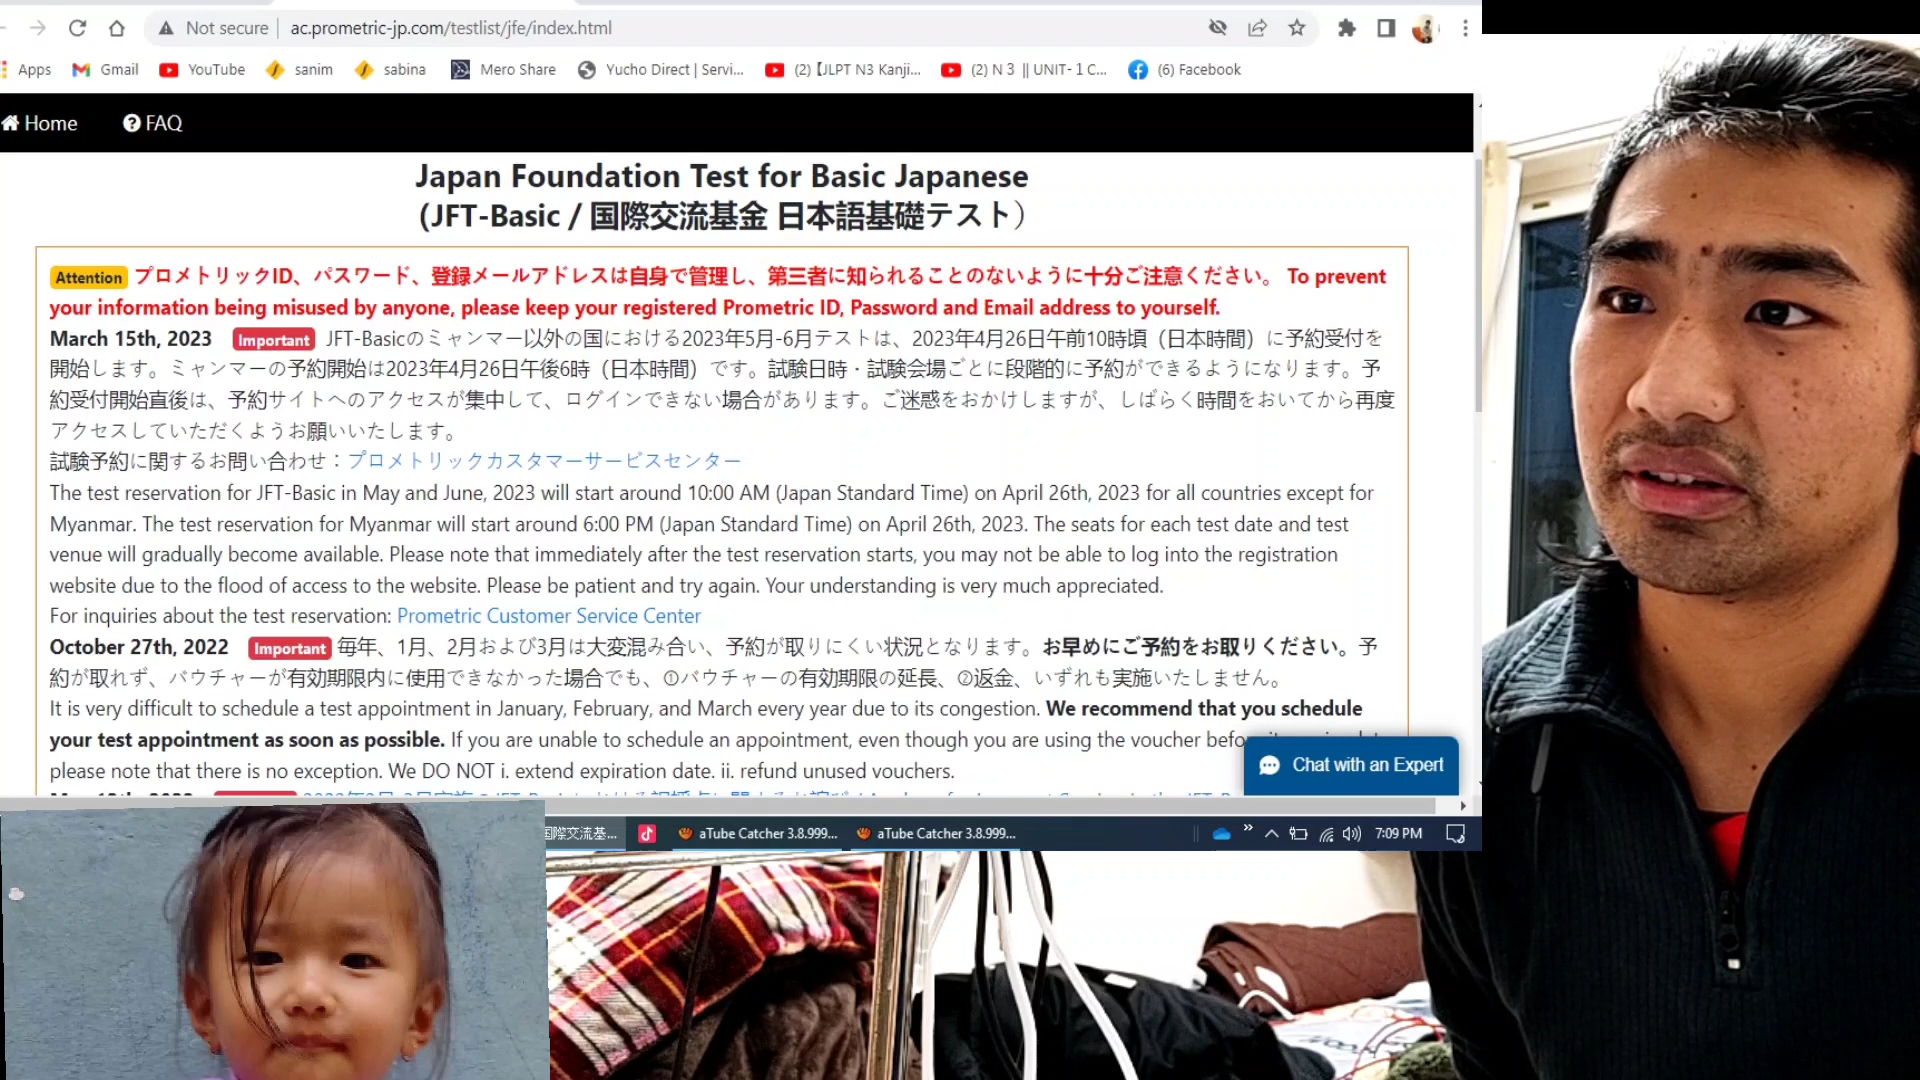 Not secure | ac.prometric-jp.com/testlist/jfe/index.html
Apps Gmail YouTube sanim sabina Mero Share Yucho Direct | Servi... (2)【JLPT N3 Kanji... (2) N 3 || UNIT- 1 C... (6) Facebook
Home FAQ
Japan Foundation Test for Basic Japanese
(JFT-Basic / 国際交流基金 日本語基礎テスト）
Attention プロメトリックID、パスワード、登録メールアドレスは自身で管理し、第三者に知られることのないように十分ご注意ください。 To prevent
your information being misused by anyone, please keep your registered Prometric ID, Password and Email address to yourself.
March 15th, 2023 Important JFT-Basicのミャンマー以外の国における2023年5月-6月テストは、2023年4月26日午前10時頃（日本時間）に予約受付を
開始します。ミャンマーの予約開始は2023年4月26日午後6時（日本時間）です。試験日時・試験会場ごとに段階的に予約ができるようになります。予
約受付開始直後は、予約サイトへのアクセスが集中して、ログインできない場合があります。ご迷惑をおかけしますが、しばらく時間をおいてから再度
アクセスしていただくようお願いいたします。
試験予約に関するお問い合わせ：プロメトリックカスタマーサービスセンター
The test reservation for JFT-Basic in May and June, 2023 will start around 10:00 AM (Japan Standard Time) on April 26th, 2023 for all countries except for
Myanmar. The test reservation for Myanmar will start around 6:00 PM (Japan Standard Time) on April 26th, 2023. The seats for each test date and test
venue will gradually become available. Please note that immediately after the test reservation starts, you may not be able to log into the registration
website due to the flood of access to the website. Please be patient and try again. Your understanding is very much appreciated.
For inquiries about the test reservation: Prometric Customer Service Center
October 27th, 2022 Important 毎年、1月、2月および3月は大変混み合い、予約が取りにくい状況となります。お早めにご予約をお取りください。予
約が取れず、バウチャーが有効期限内に使用できなかった場合でも、①バウチャーの有効期限の延長、②返金、いずれも実施いたしません。
It is very difficult to schedule a test appointment in January, February, and March every year due to its congestion. We recommend that you schedule
your test appointment as soon as possible. If you are unable to schedule an appointment, even though you are using the voucher
please note that there is no exception. We DO NOT i. extend expiration date. ii. refund unused vouchers.
Chat with an Expert
国際交流基... aTube Catcher 3.8.999... aTube Catcher 3.8.999... 7:09 PM